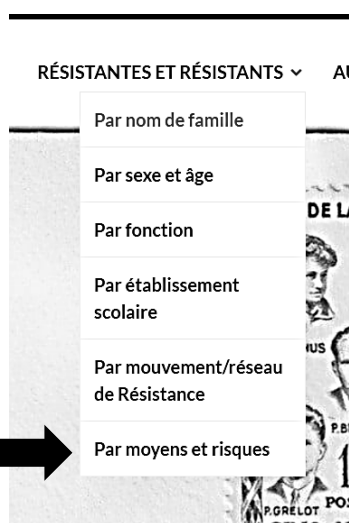 RÉSISTANTES ET RÉSISTANTS
Par nom de famille
Par sexe et âge
Par fonction
DE
Par établissement
scolaire
Par mouvement/réseau
de Résistance
Par moyens et risques
P.GRELOT